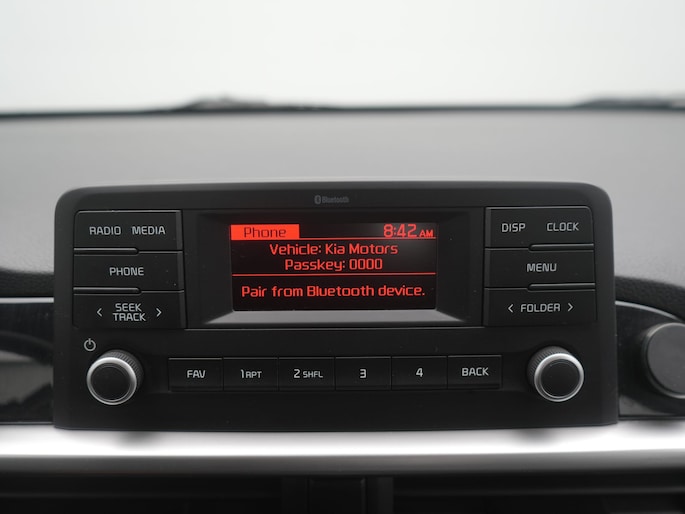 Bluetooth
RADIO MEDIA
Phone 8:42 AM
DISP CLOCK
Vehicle: Kia Motors
PHONE
Passkey: 0000
MENU
SEEK
TRACK
Pair from Bluetooth device.
FOLDER
FAV 1 RPT 2 SHFL 3 4 BACK